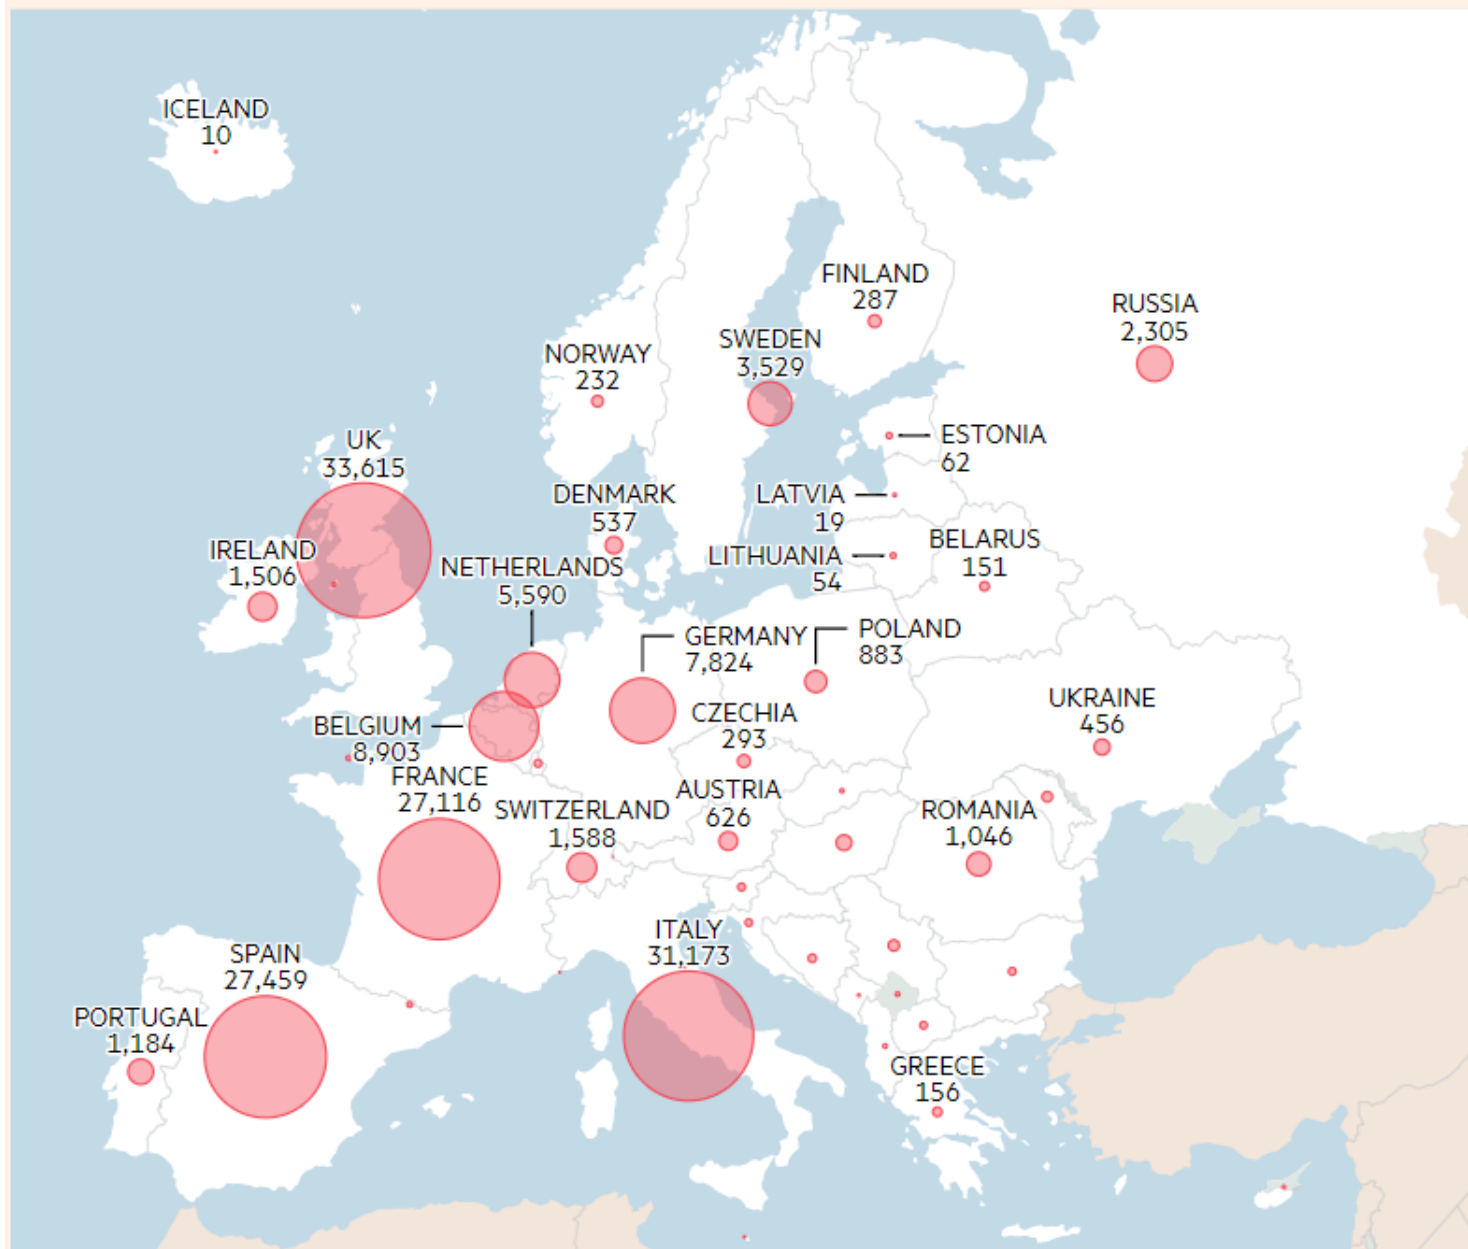 ICELAND
10
FINLAND
287
RUSSIA
2,305
SWEDEN
3,529
NORWAY
232
UK
33,615
ESTONIA
62
DENMARK
537
LATVIA
19
IRELAND
1,506
NETHERLANDS
5,590
LITHUANIA
54
BELARUS
151
GERMANY
7,824
POLAND
883
BELGIUM
8,903
CZECHIA
293
UKRAINE
456
FRANCE
27,116
SWITZERLAND
1,588
AUSTRIA
626
ROMANIA
1,046
SPAIN
27,459
ITALY
31,173
PORTUGAL
1,184
GREECE
156